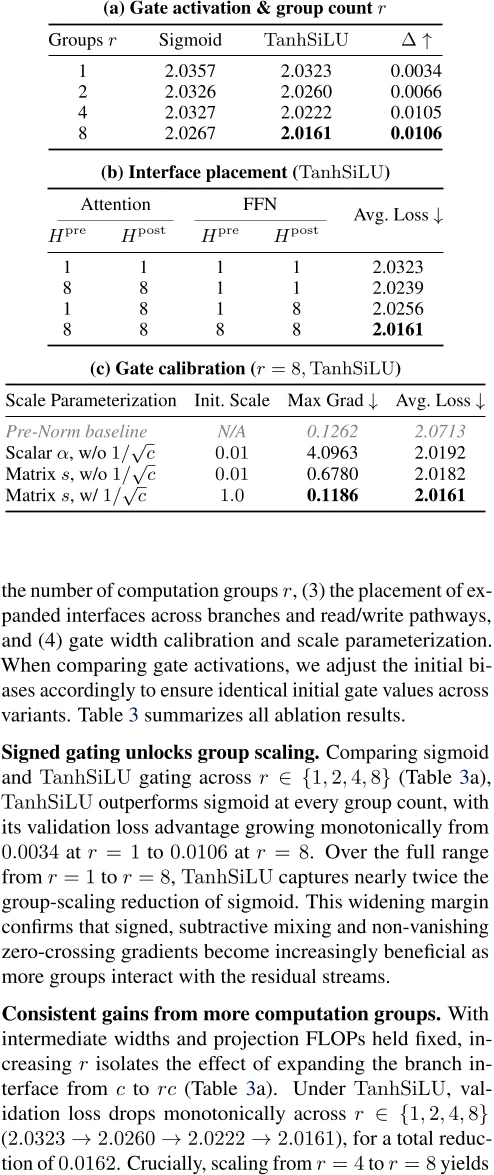 (a) Gate activation & group count r
Groups r Sigmoid TanhSiLU Δ ↑
1 2.0357 2.0323 0.0034
2 2.0326 2.0260 0.0066
4 2.0327 2.0222 0.0105
8 2.0267 2.0161 0.0106
(b) Interface placement (TanhSiLU)
Attention FFN Avg. Loss ↓
H^pre H^post H^pre H^post
1 1 1 1 2.0323
8 8 1 1 2.0239
1 8 1 8 2.0256
8 8 8 8 2.0161
(c) Gate calibration (r = 8, TanhSiLU)
Scale Parameterization Init. Scale Max Grad ↓ Avg. Loss ↓
Pre-Norm baseline N/A 0.1262 2.0713
Scalar α, w/o 1/√c 0.01 4.0963 2.0192
Matrix s, w/o 1/√c 0.01 0.6780 2.0182
Matrix s, w/ 1/√c 1.0 0.1186 2.0161
the number of computation groups r, (3) the placement of ex-
panded interfaces across branches and read/write pathways,
and (4) gate width calibration and scale parameterization.
When comparing gate activations, we adjust the initial bi-
ases accordingly to ensure identical initial gate values across
variants. Table 3 summarizes all ablation results.
Signed gating unlocks group scaling. Comparing sigmoid
and TanhSiLU gating across r ∈ {1, 2, 4, 8} (Table 3a),
TanhSiLU outperforms sigmoid at every group count, with
its validation loss advantage growing monotonically from
0.0034 at r = 1 to 0.0106 at r = 8. Over the full range
from r = 1 to r = 8, TanhSiLU captures nearly twice the
group-scaling reduction of sigmoid. This widening margin
confirms that signed, subtractive mixing and non-vanishing
zero-crossing gradients become increasingly beneficial as
more groups interact with the residual streams.
Consistent gains from more computation groups. With
intermediate widths and projection FLOPs held fixed, in-
creasing r isolates the effect of expanding the branch in-
terface from c to rc (Table 3a). Under TanhSiLU, val-
idation loss drops monotonically across r ∈ {1, 2, 4, 8}
(2.0323 → 2.0260 → 2.0222 → 2.0161), for a total reduc-
tion of 0.0162. Crucially, scaling from r = 4 to r = 8 yields